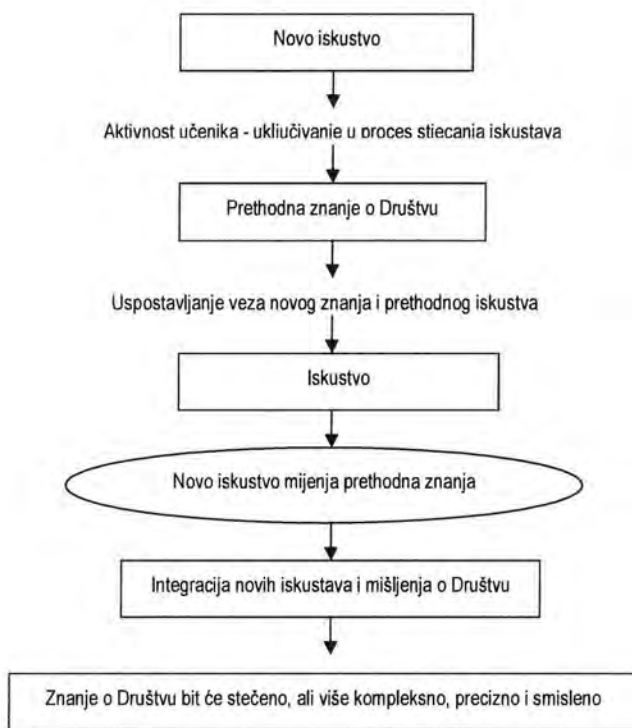 Novo iskustvo
Aktivnost učenika - uključivanje u proces stjecanja iskustava
Prethodna znanje o Društvu
Uspostavljanje veza novog znanja i prethodnog iskustva
Iskustvo
Novo iskustvo mijenja prethodna znanja
Integracija novih iskustava i mišljenja o Društvu
Znanje o Društvu bit će stečeno, ali više kompleksno, precizno i smisleno